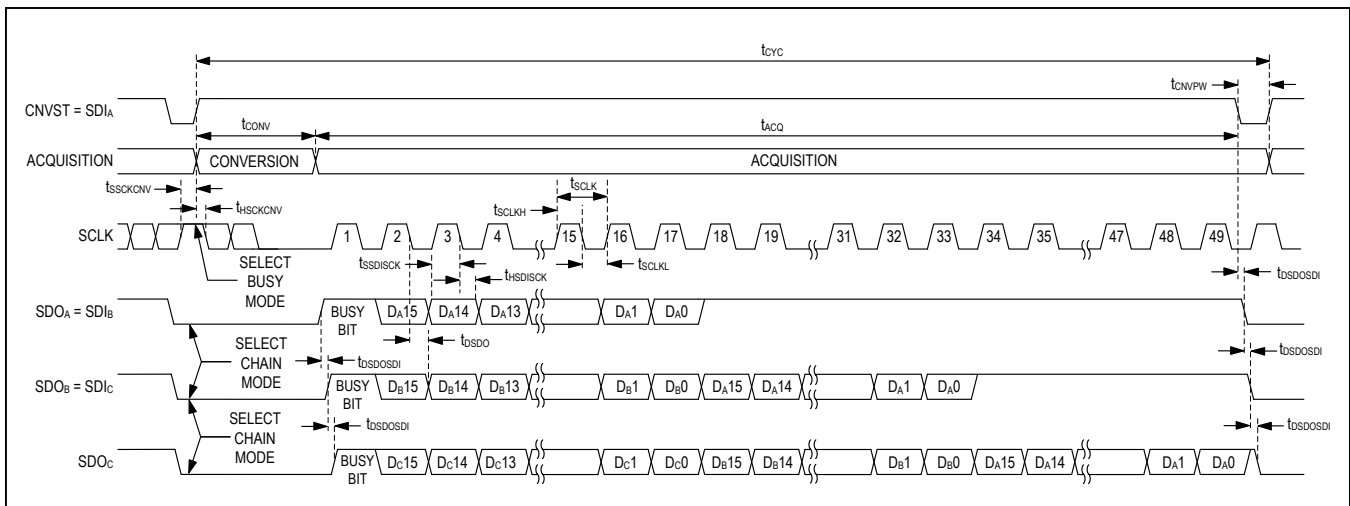 tCYC
tCNVPW
CNVST = SDIA
tCONV
tACQ
ACQUISITION
CONVERSION
ACQUISITION
tSSCKCNV
tHSCKCNV
tSCLK
tSCLKH
SCLK
1 2 3 4 15 16 17 18 19 31 32 33 34 35 47 48 49
SELECT
BUSY
MODE
tSSDISCK
tHSDISCK
tSCLKL
tDSDOSDI
SDOA = SDIB
BUSY
BIT
DA15 DA14 DA13 DA1 DA0
SELECT
CHAIN
MODE
tDSDOSDI
tDSDO
tDSDOSDI
SDOB = SDIC
BUSY
BIT
DB15 DB14 DB13 DB1 DB0 DA15 DA14 DA1 DA0
SELECT
CHAIN
MODE
tDSDOSDI
tDSDOSDI
SDOC
BUSY
BIT
DC15 DC14 DC13 DC1 DC0 DB15 DB14 DB1 DB0 DA15 DA14 DA1 DA0